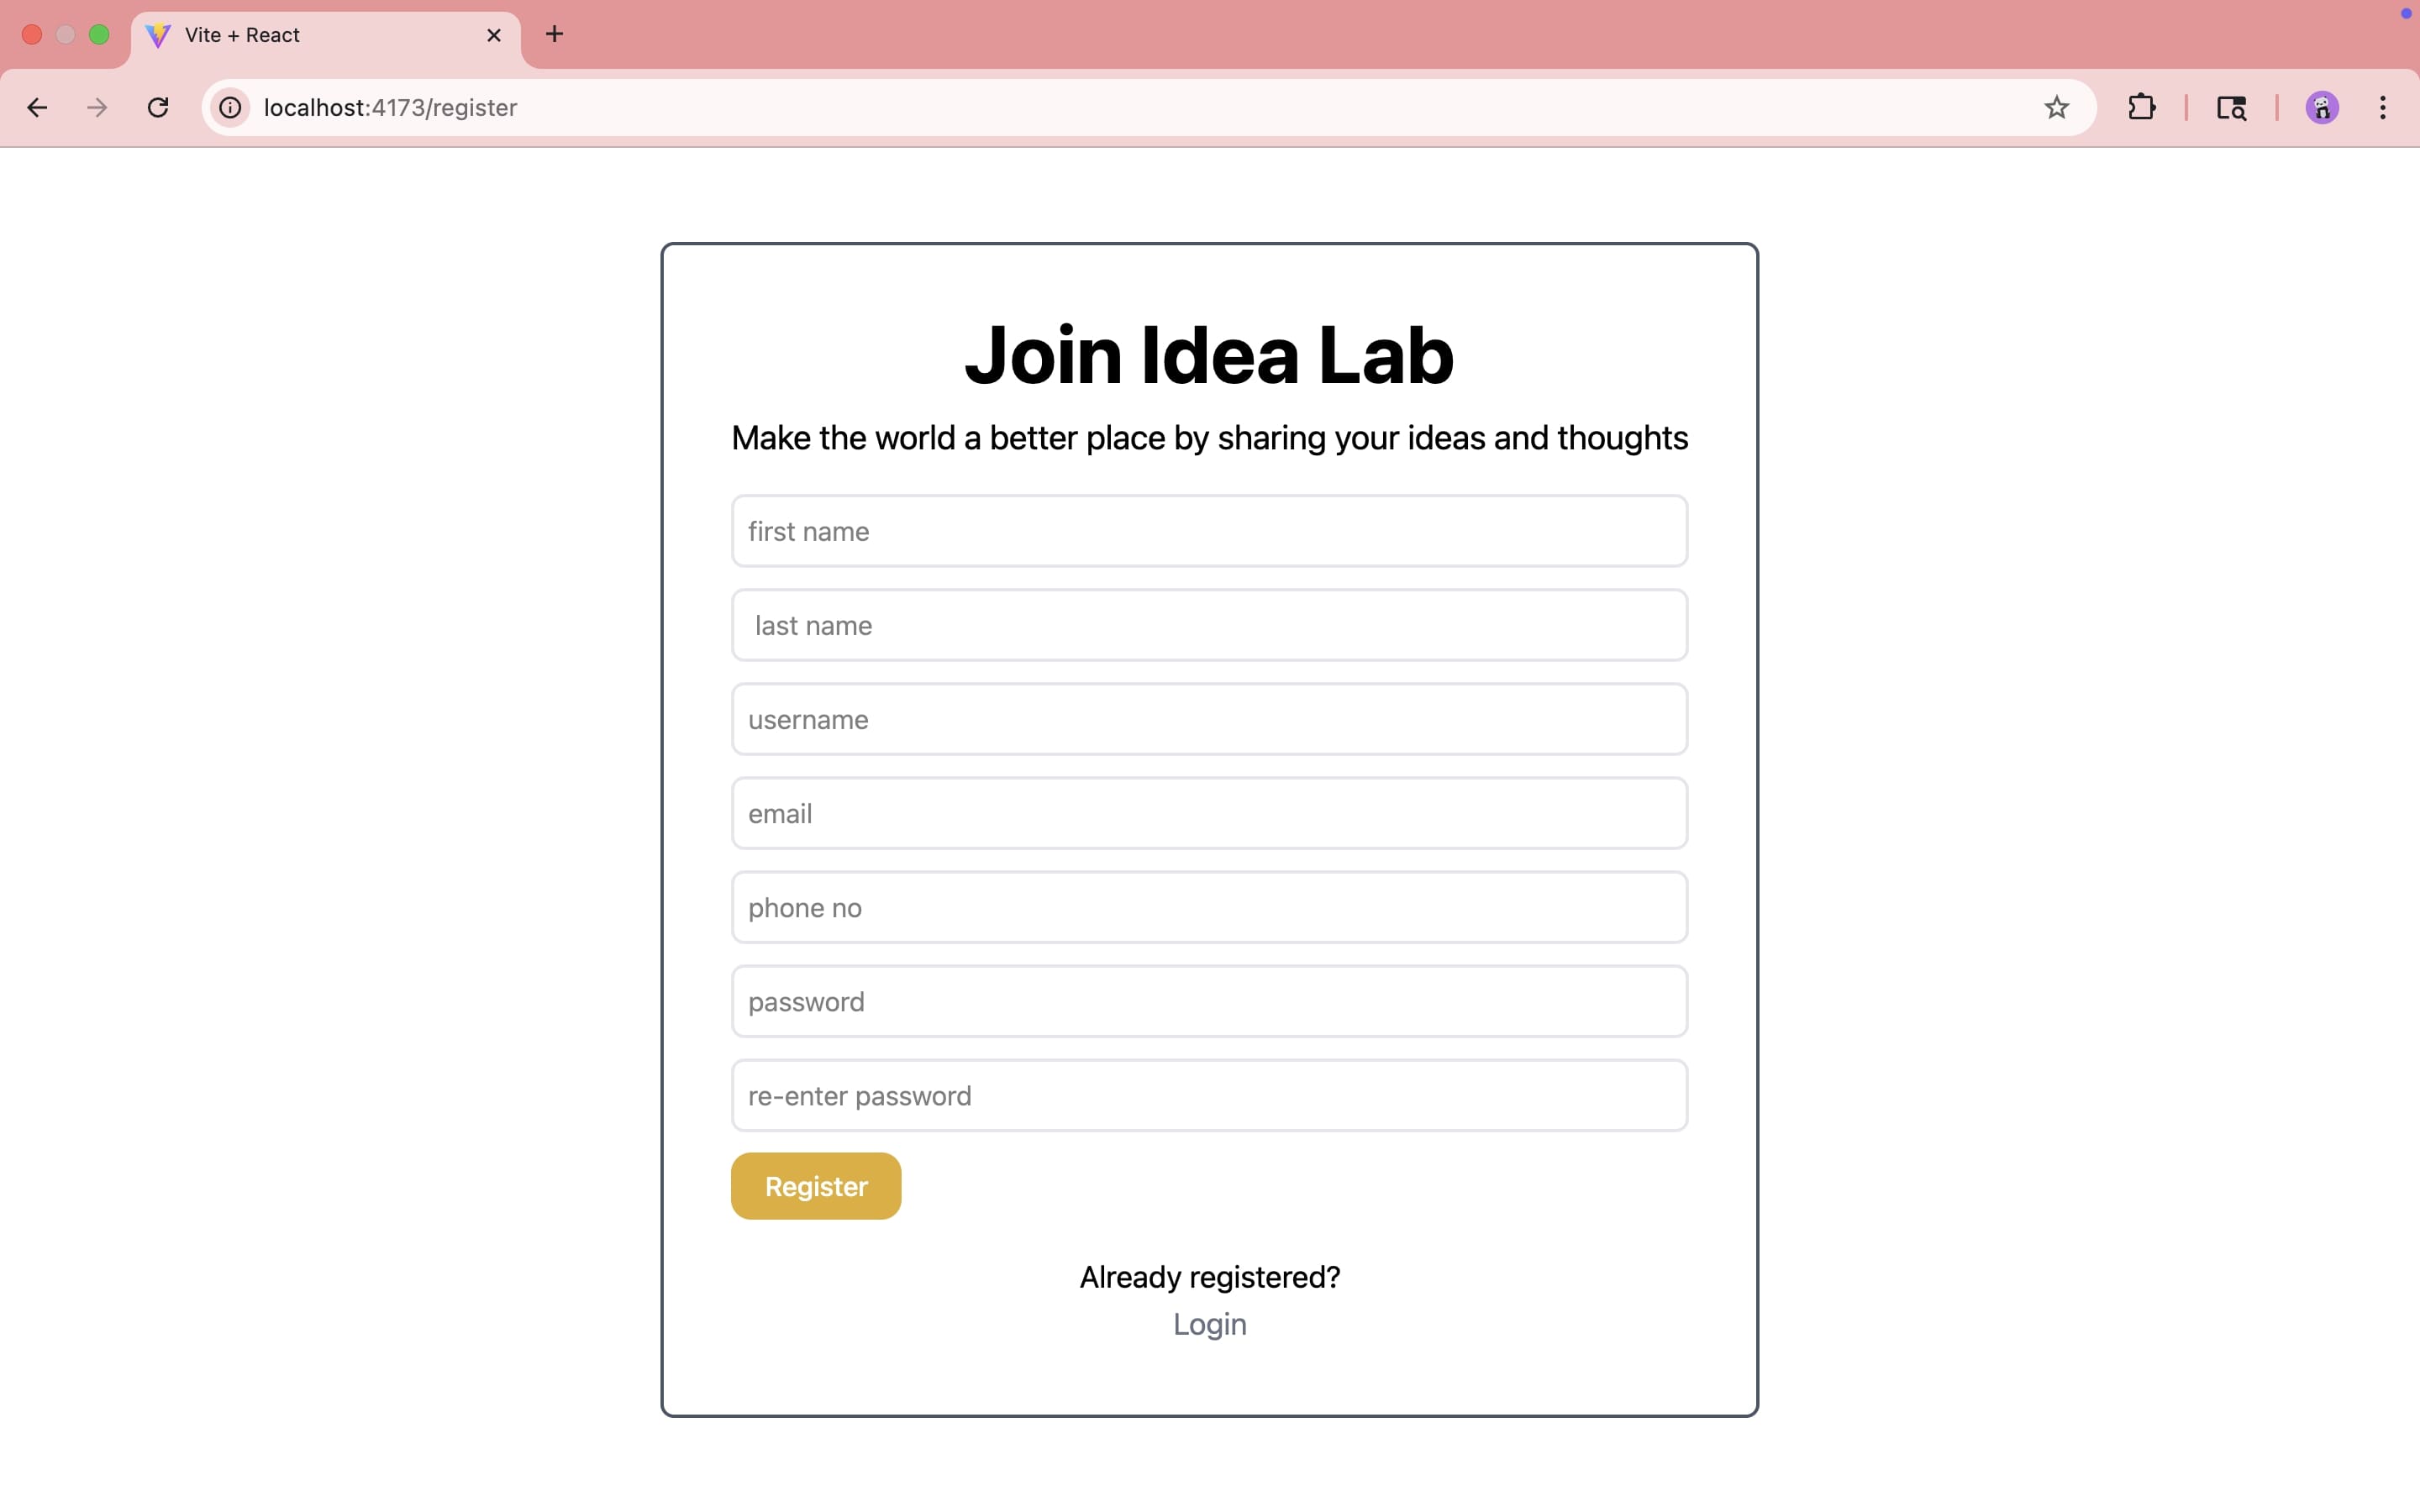 Vite + React
localhost:4173/register
Join Idea Lab
Make the world a better place by sharing your ideas and thoughts
first name
last name
username
email
phone no
password
re-enter password
Register
Already registered?
Login